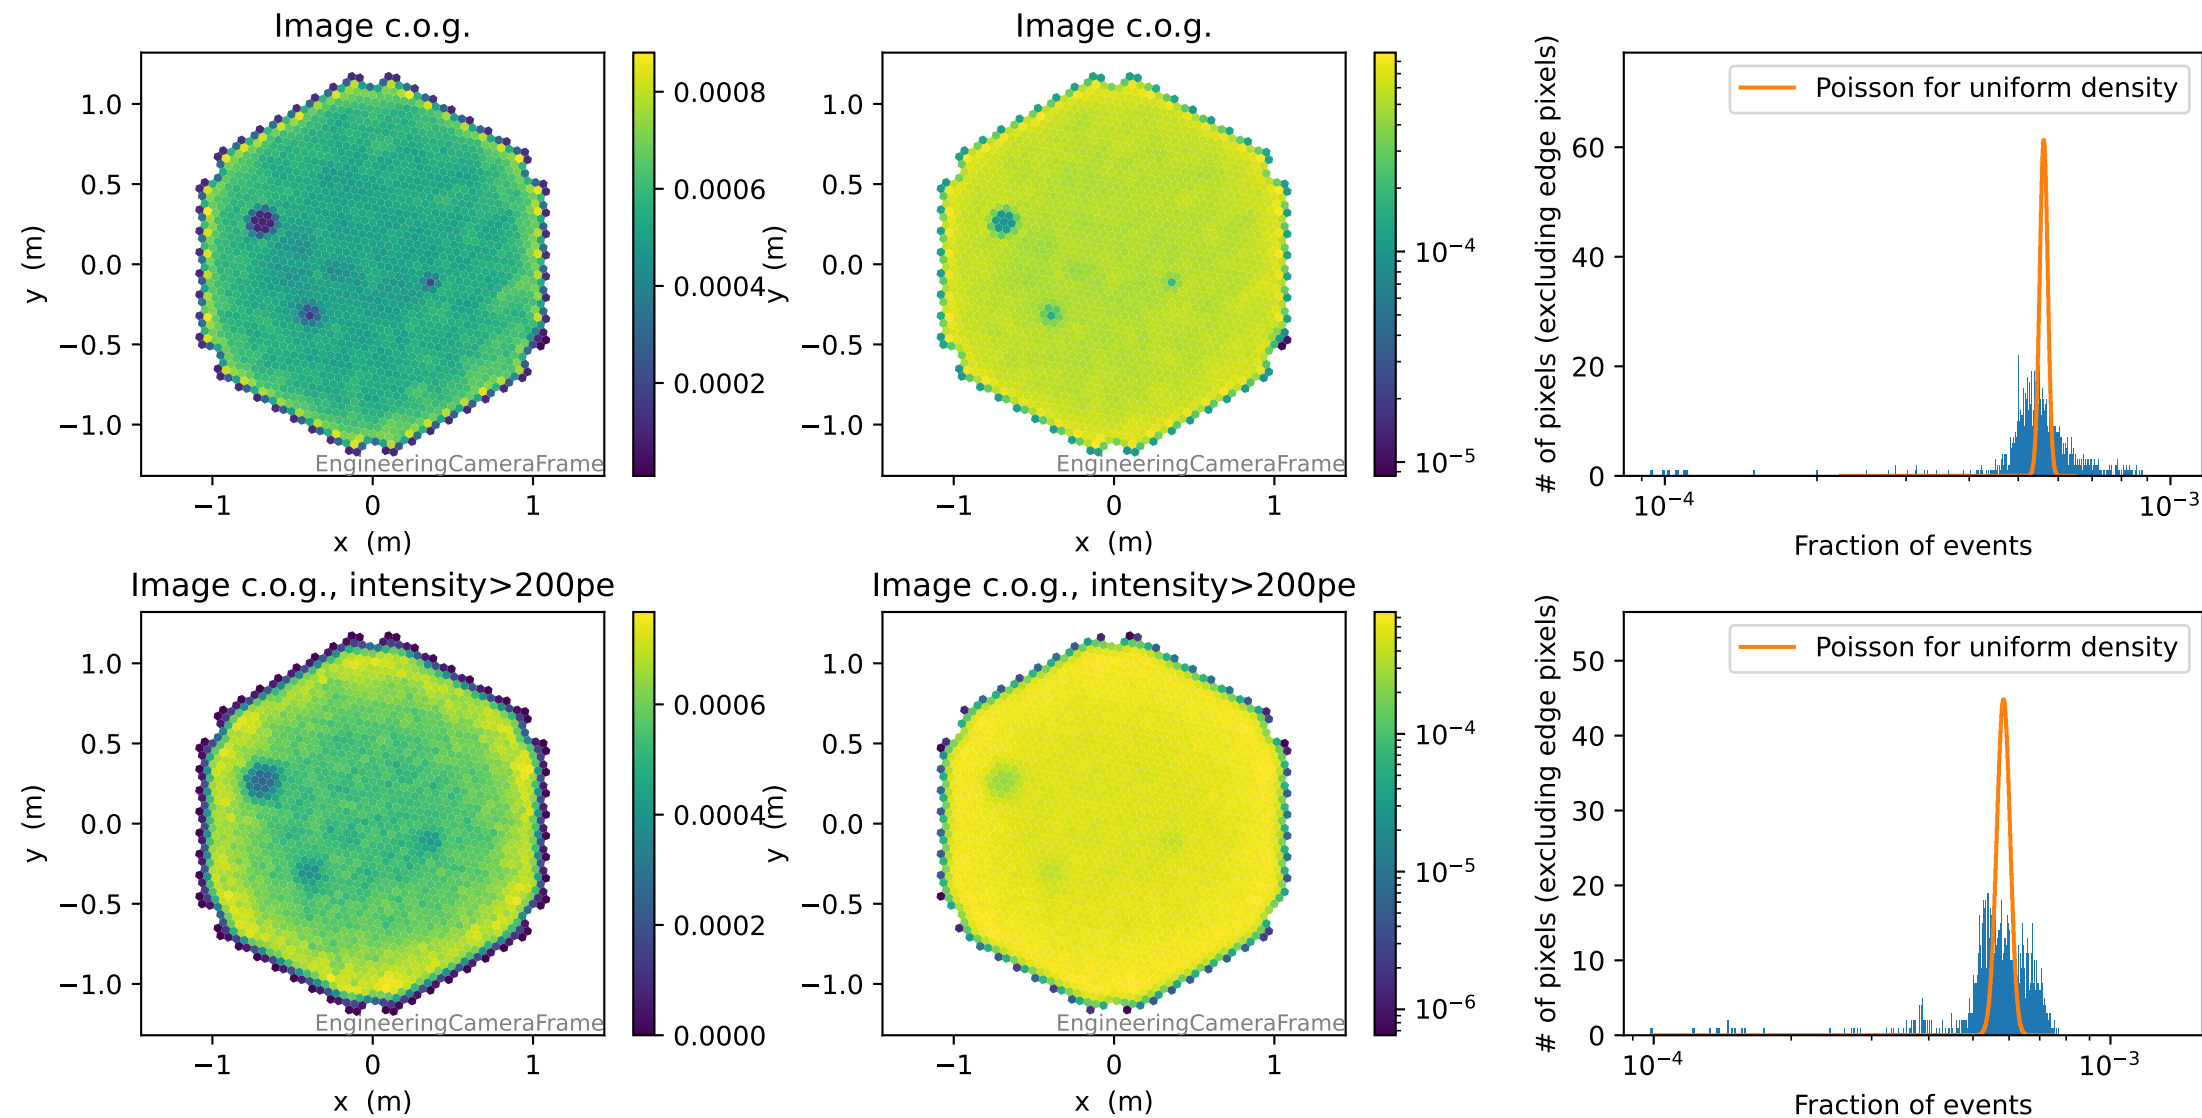 Image c.o.g.
1.0
0.5
0.0
−0.5
−1.0
y (m)
−1
0
1
x (m)
EngineeringCameraFrame
0.0008
0.0006
0.0004
0.0002
Image c.o.g.
1.0
0.5
0.0
−0.5
−1.0
y (m)
−1
0
1
x (m)
EngineeringCameraFrame
10⁻⁴
10⁻⁵
# of pixels (excluding edge pixels)
60
40
20
0
Poisson for uniform density
10⁻⁴
10⁻³
Fraction of events
Image c.o.g., intensity>200pe
1.0
0.5
0.0
−0.5
−1.0
y (m)
−1
0
1
x (m)
EngineeringCameraFrame
0.0006
0.0004
0.0002
0.0000
Image c.o.g., intensity>200pe
1.0
0.5
0.0
−0.5
−1.0
y (m)
−1
0
1
x (m)
EngineeringCameraFrame
10⁻⁴
10⁻⁵
10⁻⁶
# of pixels (excluding edge pixels)
50
40
30
20
10
0
Poisson for uniform density
10⁻⁴
10⁻³
Fraction of events